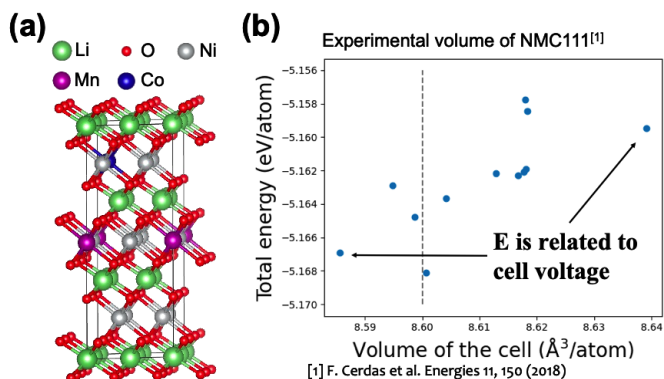 (a)
Li
O
Ni
Mn
Co
(b)
Experimental volume of NMC111[1]
Total energy (eV/atom)
-5.156
-5.158
-5.160
-5.162
-5.164
-5.166
-5.168
-5.170
E is related to
cell voltage
8.59
8.60
8.61
8.62
8.63
8.64
Volume of the cell (Å3/atom)
[1] F. Cerdas et al. Energies 11, 150 (2018)